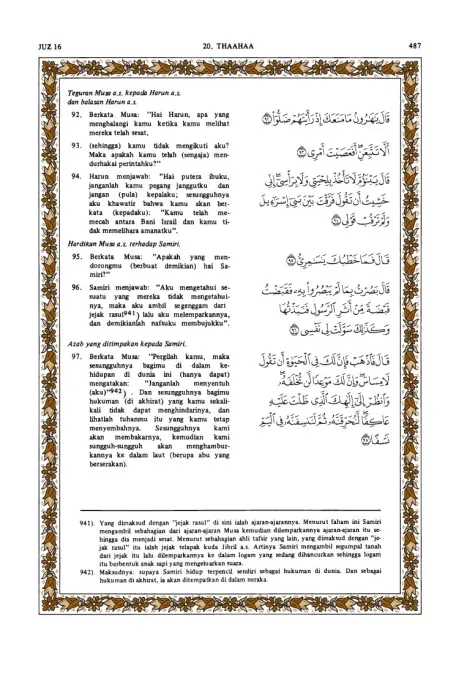 JUZ 16
20. THAAHAA
487
Teguran Musa a.s. kepada Harun a.s.
dan balasan Harun a.s.
92. Berkata Musa: "Hai Harun, apa yang
menghalangi kamu ketika kamu melihat
mereka telah sesat,
93. (sehingga) kamu tidak mengikuti aku?
Maka apakah kamu telah (sengaja) men-
durhakai perintahku?"
94. Harun menjawab: "Hai putera ibuku,
janganlah kamu pegang janggutku dan
jangan (pula) kepalaku; sesungguhnya
aku khawatir bahwa kamu akan ber-
kata (kepadaku): "Kamu telah me-
mecah antara Bani Israil dan kamu ti-
dak memelihara amanatku".
Hardikan Musa a.s. terhadap Samiri.
95. Berkata Musa: "Apakah yang men-
dorongmu (berbuat demikian) hai Sa-
miri?"
96. Samiri menjawab: "Aku mengetahui se-
suatu yang mereka tidak mengetahui-
nya, maka aku ambil segenggam dari
jejak rasul941) lalu aku melemparkannya,
dan demikianlah nafsuku membujukku".
Azab yang ditimpakan kepada Samiri.
97. Berkata Musa: "Pergilah kamu, maka
sesungguhnya bagimu di dalam ke-
hidupan di dunia ini (hanya dapat)
mengatakan: "Janganlah menyentuh
(aku)"942) . Dan sesungguhnya bagimu
hukuman (di akhirat) yang kamu sekali-
kali tidak dapat menghindarinya, dan
lihatlah tuhanmu itu yang kamu tetap
menyembahnya. Sesungguhnya kami
akan membakarnya, kemudian kami
sungguh-sungguh akan menghambur-
kannya ke dalam laut (berupa abu yang
berserakan).
قَالَ يَٰهَٰرُونُ مَا مَنَعَكَ إِذْ رَأَيْتَهُمْ ضَلُّوٓا۟ ۝
أَلَّا تَتَّبِعَنِ ۖ أَفَعَصَيْتَ أَمْرِى ۝
قَالَ يَبْنَؤُمَّ لَا تَأْخُذْ بِلِحْيَتِى وَلَا بِرَأْسِىٓ ۖ إِنِّى
خَشِيتُ أَن تَقُولَ فَرَّقْتَ بَيْنَ بَنِىٓ إِسْرَٰٓءِيلَ
وَلَمْ تَرْقُبْ قَوْلِى ۝
قَالَ فَمَا خَطْبُكَ يَٰسَٰمِرِىُّ ۝
قَالَ بَصُرْتُ بِمَا لَمْ يَبْصُرُوا۟ بِهِۦ فَقَبَضْتُ
قَبْضَةً مِّنْ أَثَرِ ٱلرَّسُولِ فَنَبَذْتُهَا
وَكَذَٰلِكَ سَوَّلَتْ لِى نَفْسِى ۝
قَالَ فَٱذْهَبْ فَإِنَّ لَكَ فِى ٱلْحَيَوٰةِ أَن تَقُولَ
لَا مِسَاسَ ۖ وَإِنَّ لَكَ مَوْعِدًا لَّن تُخْلَفَهُۥ ۖ
وَٱنظُرْ إِلَىٰٓ إِلَٰهِكَ ٱلَّذِى ظَلْتَ عَلَيْهِ
عَاكِفًا ۖ لَّنُحَرِّقَنَّهُۥ ثُمَّ لَنَنسِفَنَّهُۥ فِى ٱلْيَمِّ
نَسْفًا ۝
941). Yang dimaksud dengan "jejak rasul" di sini ialah ajaran-ajarannya. Menurut faham ini Samiri
mengambil sebahagian dari ajaran-ajaran Musa kemudian dilemparkannya ajaran-ajaran itu se-
hingga dia menjadi sesat. Menurut sebahagian ahli tafsir yang lain, yang dimaksud dengan "je-
jak rasul" itu ialah jejak telapak kuda Jibril a.s. Artinya Samiri mengambil segumpal tanah
dari jejak itu lalu dilemparkannya ke dalam logam yang sedang dihancurkan sehingga logam
itu berbentuk anak sapi yang mengeluarkan suara.
942). Maksudnya: supaya Samiri hidup terpencil sendiri sebagai hukuman di dunia. Dan sebagai
hukuman di akhirat, ia akan ditempatkan di dalam neraka.